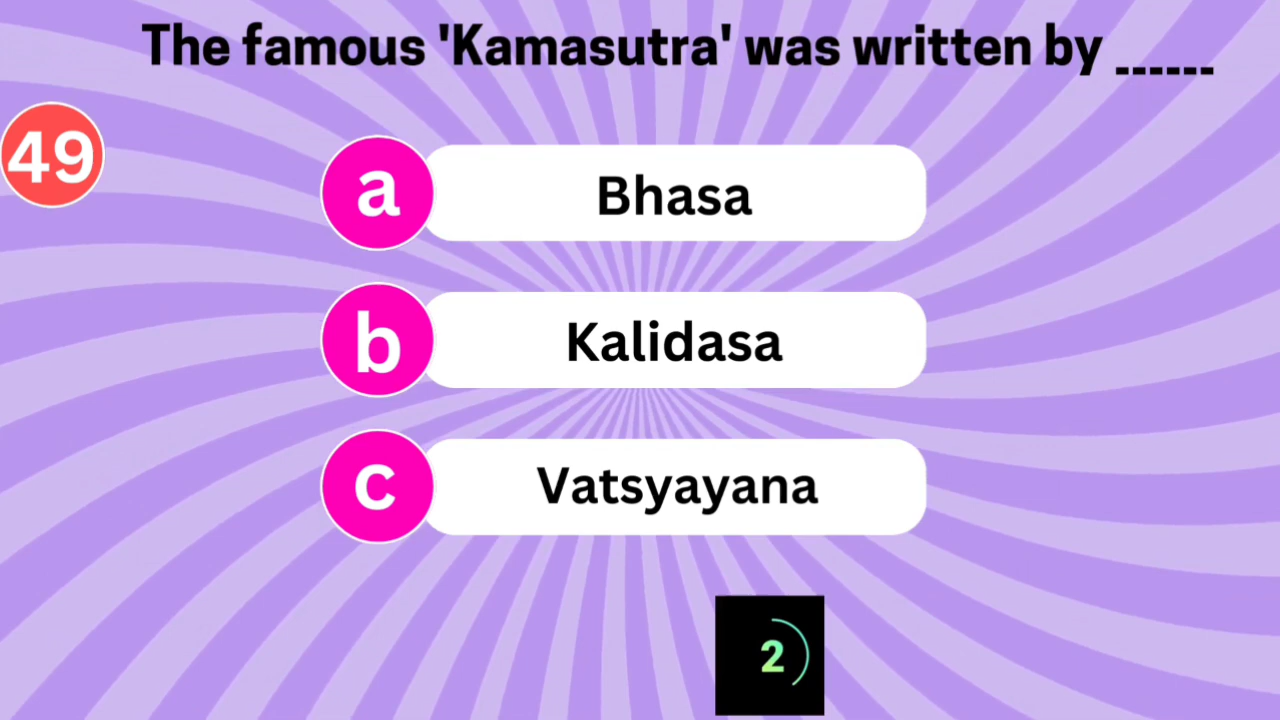 The famous 'Kamasutra' was written by ______
49
a Bhasa
b Kalidasa
c Vatsyayana
2